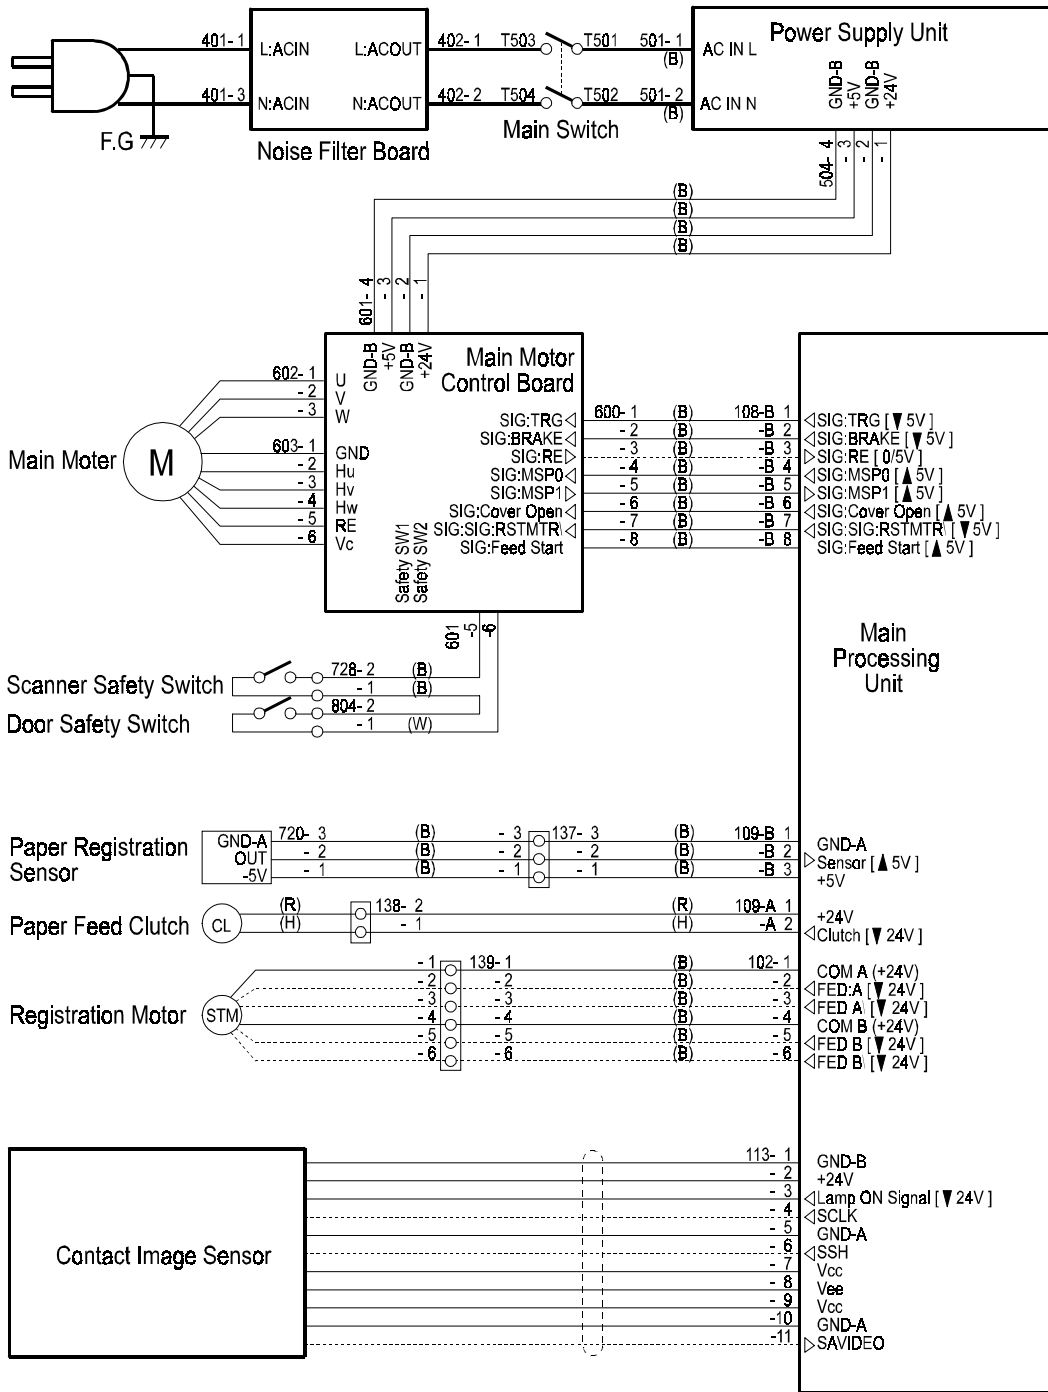 401- 1 L:ACIN L:ACOUT 402- 1 T503 T501 501- 1 (B) AC IN L
Power Supply Unit
GND-B +5V GND-B +24V
401- 3 N:ACIN N:ACOUT 402- 2 T504 T502 501- 2 (B) AC IN N
F.G
Noise Filter Board
Main Switch
504- 4 - 3 - 2 - 1
(B)
(B)
(B)
(B)
601- 4 - 3 - 2 - 1
GND-B +5V GND-B +24V
Main Motor
Control Board
602- 1 U
- 2 V
- 3 W
Main Moter
M
603- 1 GND
- 2 Hu
- 3 Hv
- 4 Hw
- 5 RE
- 6 Vc
SIG:TRG 600- 1 (B) 108-B 1 SIG:TRG [▼ 5V ]
SIG:BRAKE - 2 (B) -B 2 SIG:BRAKE [▼ 5V ]
SIG:RE - 3 (B) -B 3 SIG:RE [ 0/5V ]
SIG:MSP0 -4 (B) -B 4 SIG:MSP0 [▲ 5V ]
SIG:MSP1 -5 (B) -B 5 SIG:MSP1 [▲ 5V ]
SIG:Cover Open -6 (B) -B 6 SIG:Cover Open [▲ 5V ]
SIG:SIG:RSTMTR\ -7 (B) -B 7 SIG:SIG:RSTMTR\ [▼ 5V ]
SIG:Feed Start -8 (B) -B 8 SIG:Feed Start [▲ 5V ]
Safety SW1
Safety SW2
601 -5 -6
Main
Processing
Unit
Scanner Safety Switch
728- 2 (B)
- 1 (B)
Door Safety Switch
804- 2
- 1 (W)
Paper Registration
Sensor
GND-A 720- 3 (B) - 3 137- 3 (B) 109-B 1 GND-A
OUT - 2 (B) - 2 - 2 (B) -B 2 Sensor [▲ 5V ]
-5V - 1 (B) - 1 - 1 (B) -B 3 +5V
Paper Feed Clutch
CL
(R) 138- 2 (R) 109-A 1 +24V
(H) - 1 (H) -A 2 Clutch [▼ 24V ]
Registration Motor
STM
- 1 139- 1 (B) 102- 1 COM A (+24V)
- 2 -2 (B) - 2 FED:A [▼ 24V ]
- 3 -3 (B) - 3 FED A\ [▼ 24V ]
- 4 -4 (B) - 4 COM B (+24V)
- 5 -5 (B) - 5 FED B [▼ 24V ]
- 6 -6 (B) - 6 FED B\ [▼ 24V ]
Contact Image Sensor
113- 1 GND-B
- 2 +24V
- 3 Lamp ON Signal [▼ 24V ]
- 4 SCLK
- 5 GND-A
- 6 SSH
- 7 Vcc
- 8 Vee
- 9 Vcc
-10 GND-A
-11 SAVIDEO